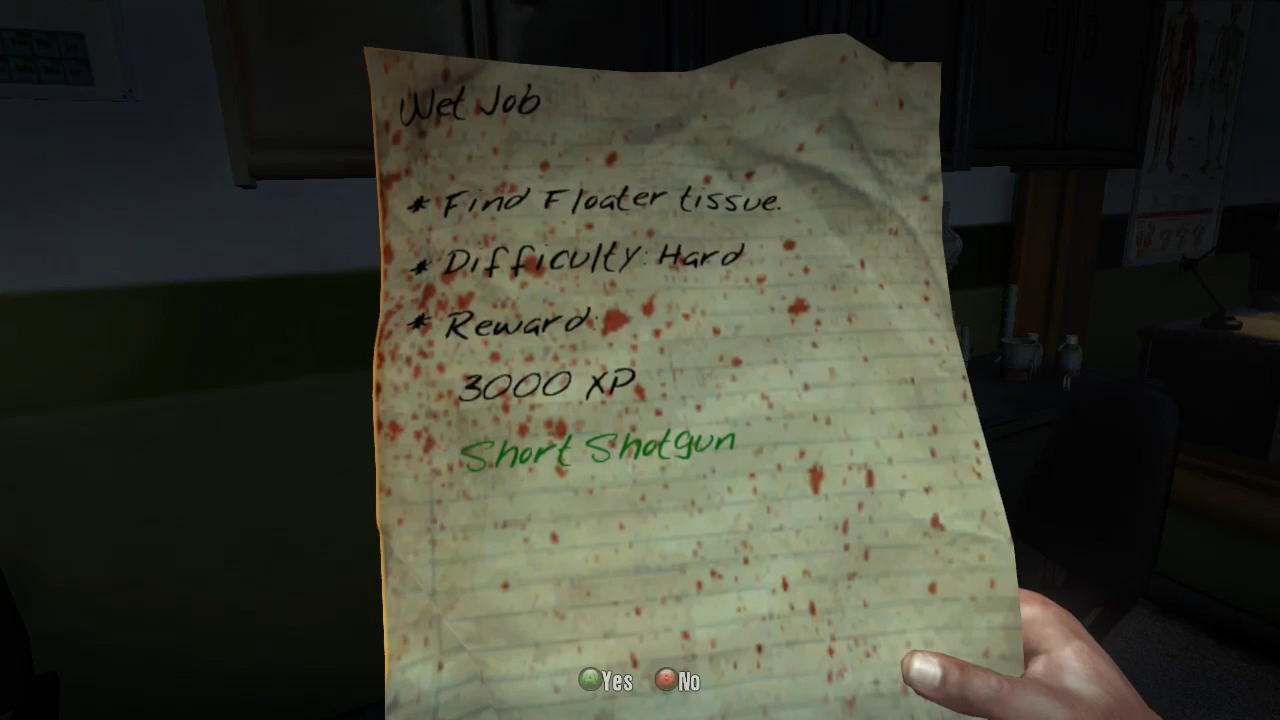 Wet Job
* Find Floater tissue.
* Difficulty: Hard
* Reward:
3000 XP
Short Shotgun
A Yes B No